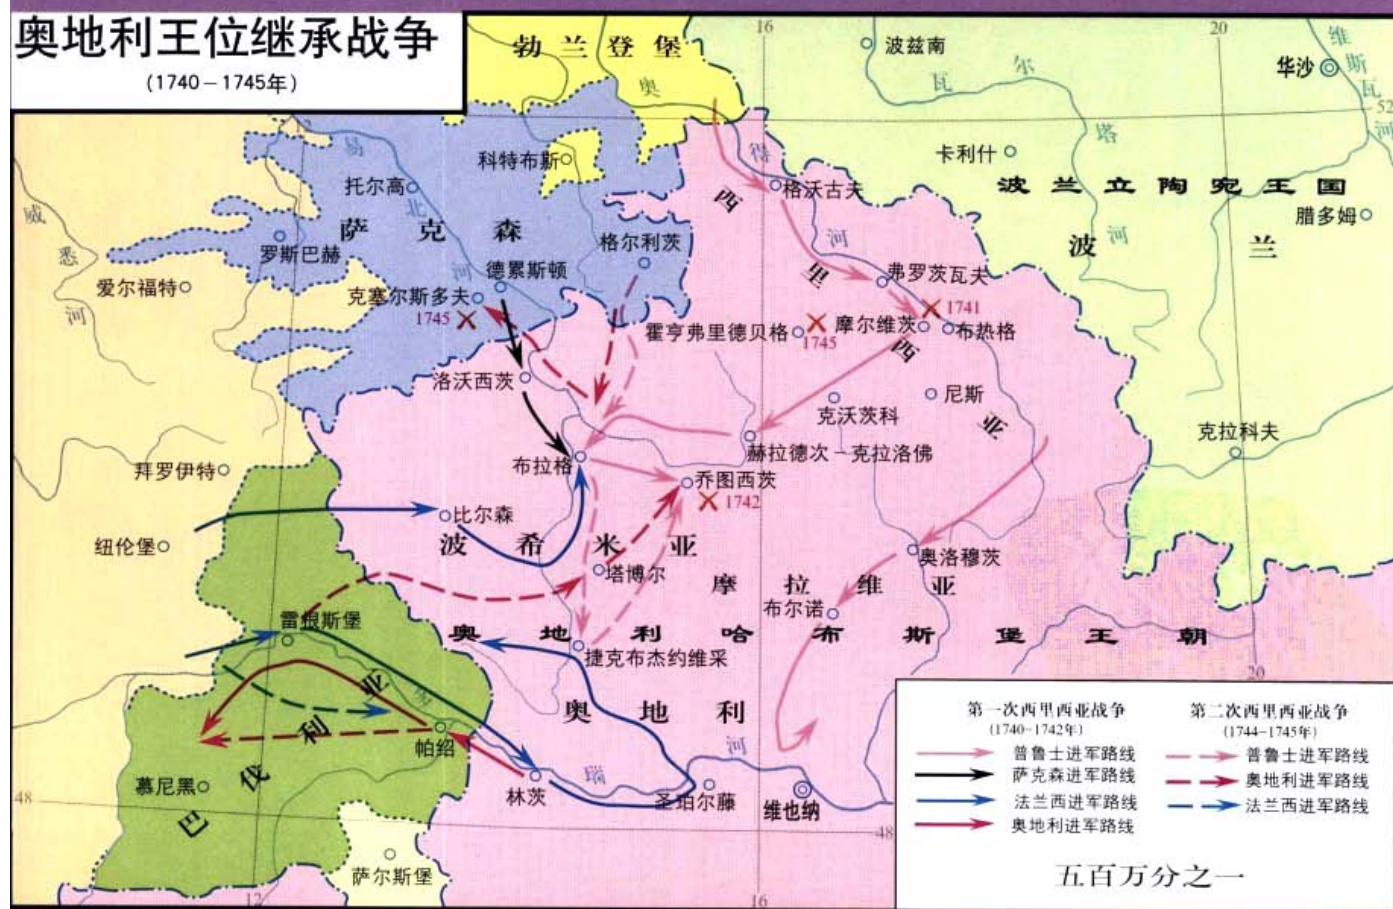 奥地利王位继承战争
(1740－1745年)
勃兰登堡
16
20
波兹南
华沙
维斯瓦河
奥得河
瓦尔塔河
52
12
易北河
科特布斯
托尔高
卡利什
波兰立陶宛王国
腊多姆
格沃古夫
西里西亚
威悉河
萨克森
格尔利茨
波兰
罗斯巴赫
德累斯顿
弗罗茨瓦夫
爱尔福特
克塞尔斯多夫
1745
1741
霍亨弗里德贝格
1745
摩尔维茨
布热格
洛沃西茨
克沃茨科
尼斯
赫拉德次－克拉洛佛
克拉科夫
拜罗伊特
布拉格
乔图西茨
1742
纽伦堡
比尔森
波希米亚
塔博尔
摩拉维亚
奥洛穆茨
布尔诺
雷根斯堡
奥地利哈布斯堡王朝
捷克布杰约维采
20
奥地利
巴伐利亚
帕绍
多瑙河
慕尼黑
林茨
圣珀尔藤
维也纳
48
48
萨尔斯堡
12
16
第一次西里西亚战争
(1740-1742年)
普鲁士进军路线
萨克森进军路线
法兰西进军路线
奥地利进军路线
第二次西里西亚战争
(1744-1745年)
普鲁士进军路线
奥地利进军路线
法兰西进军路线
五百万分之一